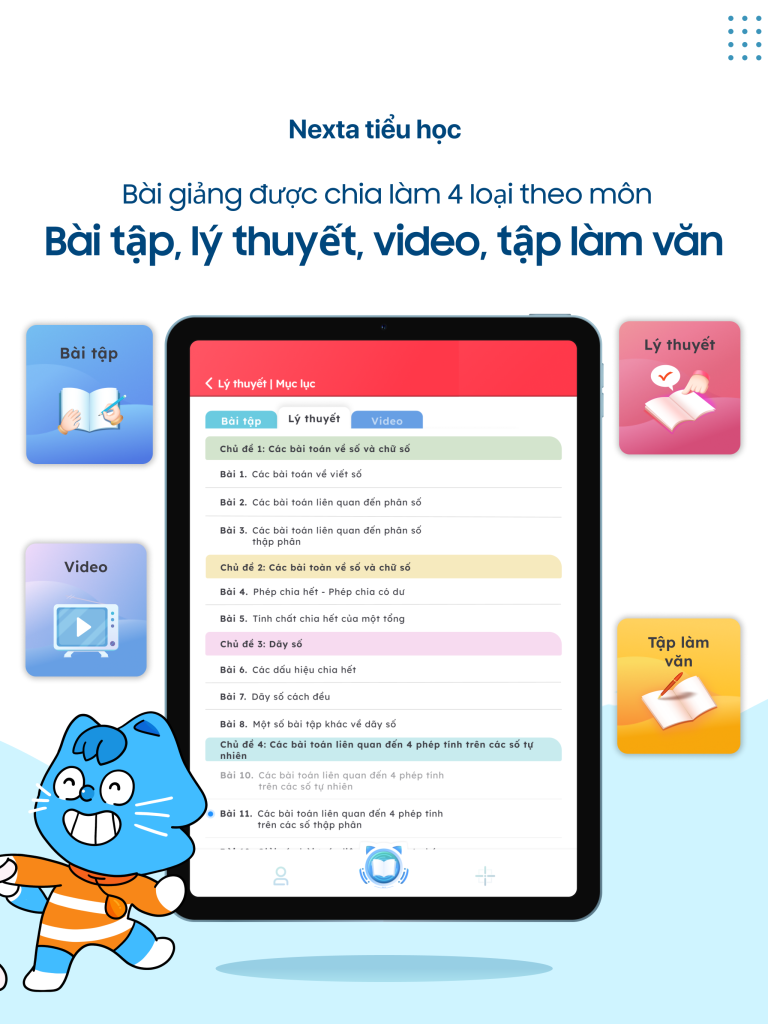 Nexta tiểu học
Bài giảng được chia làm 4 loại theo môn
Bài tập, lý thuyết, video, tập làm văn
Bài tập
Lý thuyết
Video
Tập làm
văn
Lý thuyết | Mục lục
Bài tập
Lý thuyết
Video
Chủ đề 1: Các bài toán về số và chữ số
Bài 1. Các bài toán về viết số
Bài 2. Các bài toán liên quan đến phân số
Bài 3. Các bài toán liên quan đến phân số
thập phân
Chủ đề 2: Các bài toán về số và chữ số
Bài 4. Phép chia hết - Phép chia có dư
Bài 5. Tính chất chia hết của một tổng
Chủ đề 3: Dãy số
Bài 6. Các dấu hiệu chia hết
Bài 7. Dãy số cách đều
Bài 8. Một số bài tập khác về dãy số
Chủ đề 4: Các bài toán liên quan đến 4 phép tính trên các số tự
nhiên
Bài 10. Các bài toán liên quan đến 4 phép tính
trên các số tự nhiên
Bài 11. Các bài toán liên quan đến 4 phép tính
trên các số thập phân